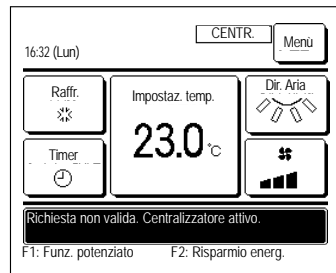 CENTR.
Menù
16:32 (Lun)
Raffr.
Impostaz. temp.
Dir. Aria
23.0 °C
Timer
Richiesta non valida. Centralizzatore attivo.
F1: Funz. potenziato F2: Risparmio energ.